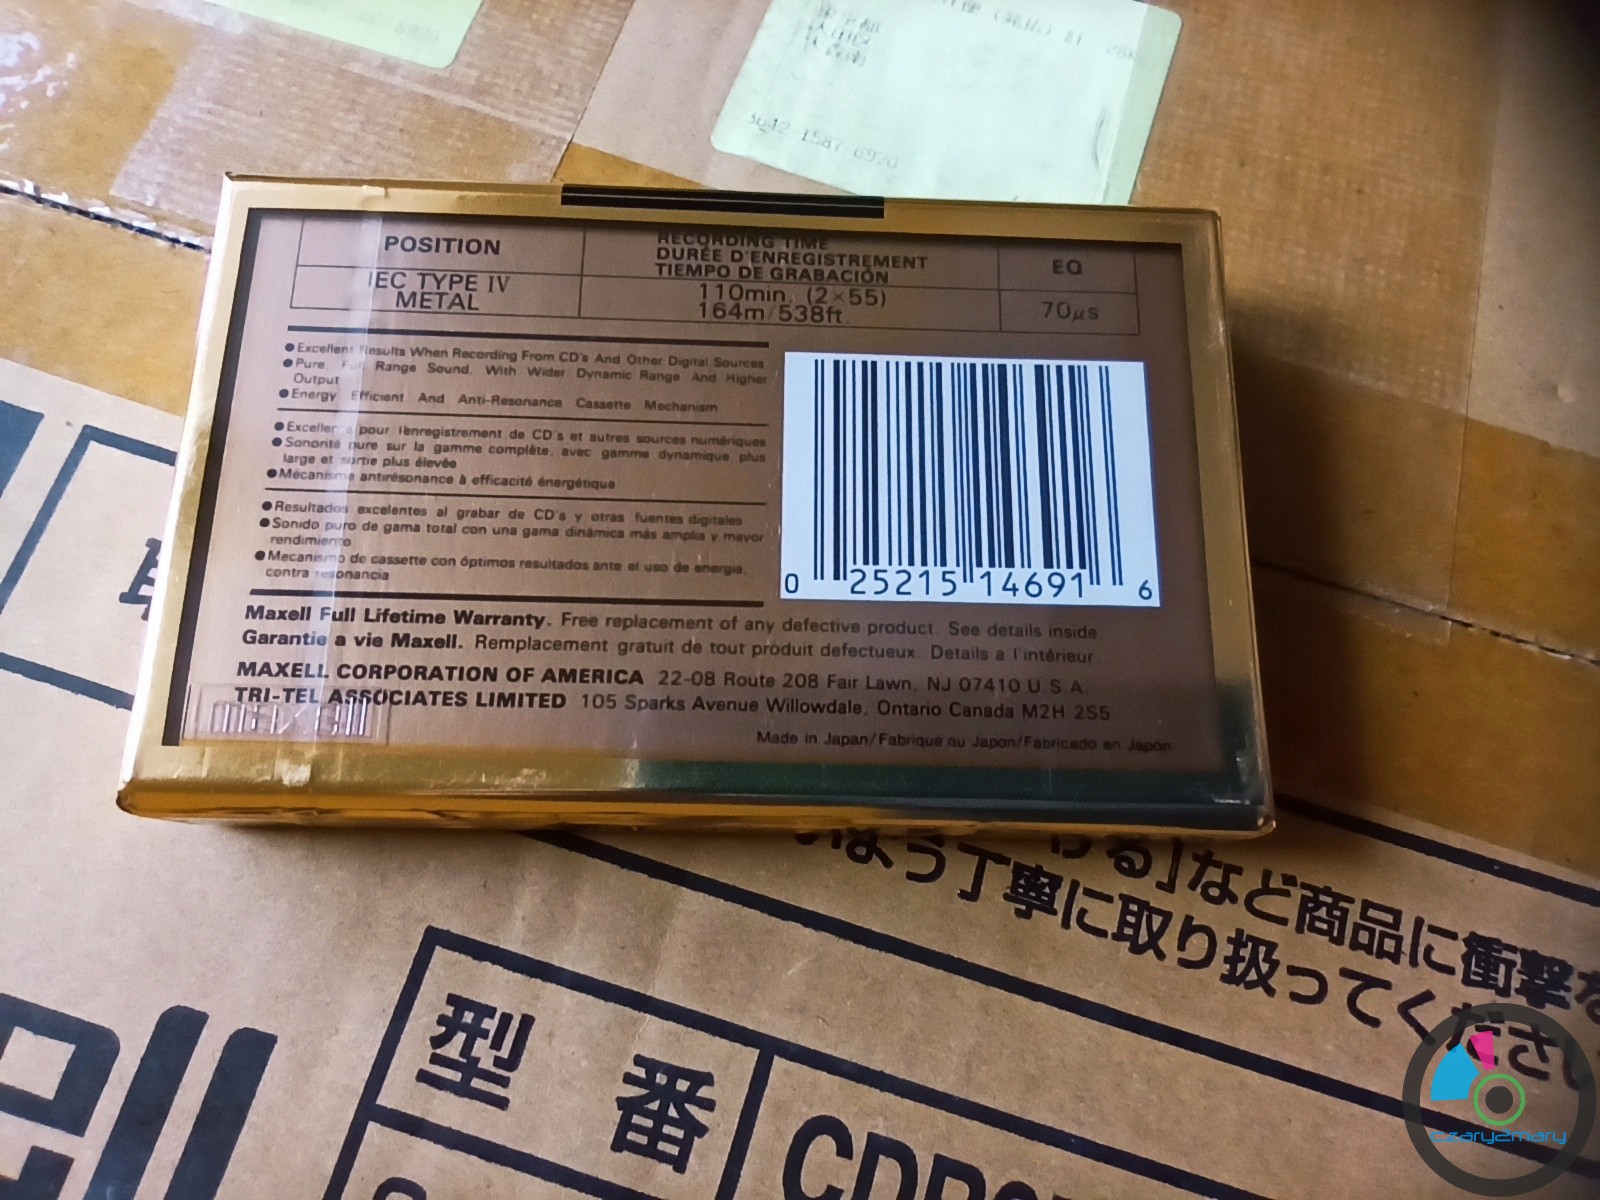 3642 1587 6920
POSITION
RECORDING TIME
DURÉE D'ENREGISTREMENT
TIEMPO DE GRABACIÓN
EQ
IEC TYPE IV
METAL
110min. (2×55)
164m/538ft.
70μs
●Excellent Results When Recording From CD's And Other Digital Sources
●Pure, Full Range Sound, With Wider Dynamic Range And Higher
Output
●Energy Efficient And Anti-Resonance Cassette Mechanism
●Excellente pour l'enregistrement de CD's et autres sources numériques
●Sonorité pure sur la gamme complète, avec gamme dynamique plus
large et sortie plus élevée
●Mécanisme antirésonance à efficacité énergétique
●Resultados excelentes al grabar de CD's y otras fuentes digitales
●Sonido puro de gama total con una gama dinámica más amplia y mayor
rendimiento
●Mecanismo de cassette con óptimos resultados ante el uso de energia,
contra resonancia
0 25215 14691 6
Maxell Full Lifetime Warranty. Free replacement of any defective product. See details inside.
Garantie a vie Maxell. Remplacement gratuit de tout produit defectueux. Details a l'intérieur.
MAXELL CORPORATION OF AMERICA 22-08 Route 208 Fair Lawn, NJ 07410 U.S.A.
TRI-TEL ASSOCIATES LIMITED 105 Sparks Avenue Willowdale, Ontario Canada M2H 2S5
maxell
Made in Japan/Fabriqué au Japon/Fabricado en Japón
る」など商品に衝撃を
よう丁寧に取り扱ってください
型番
ell
czary2mary